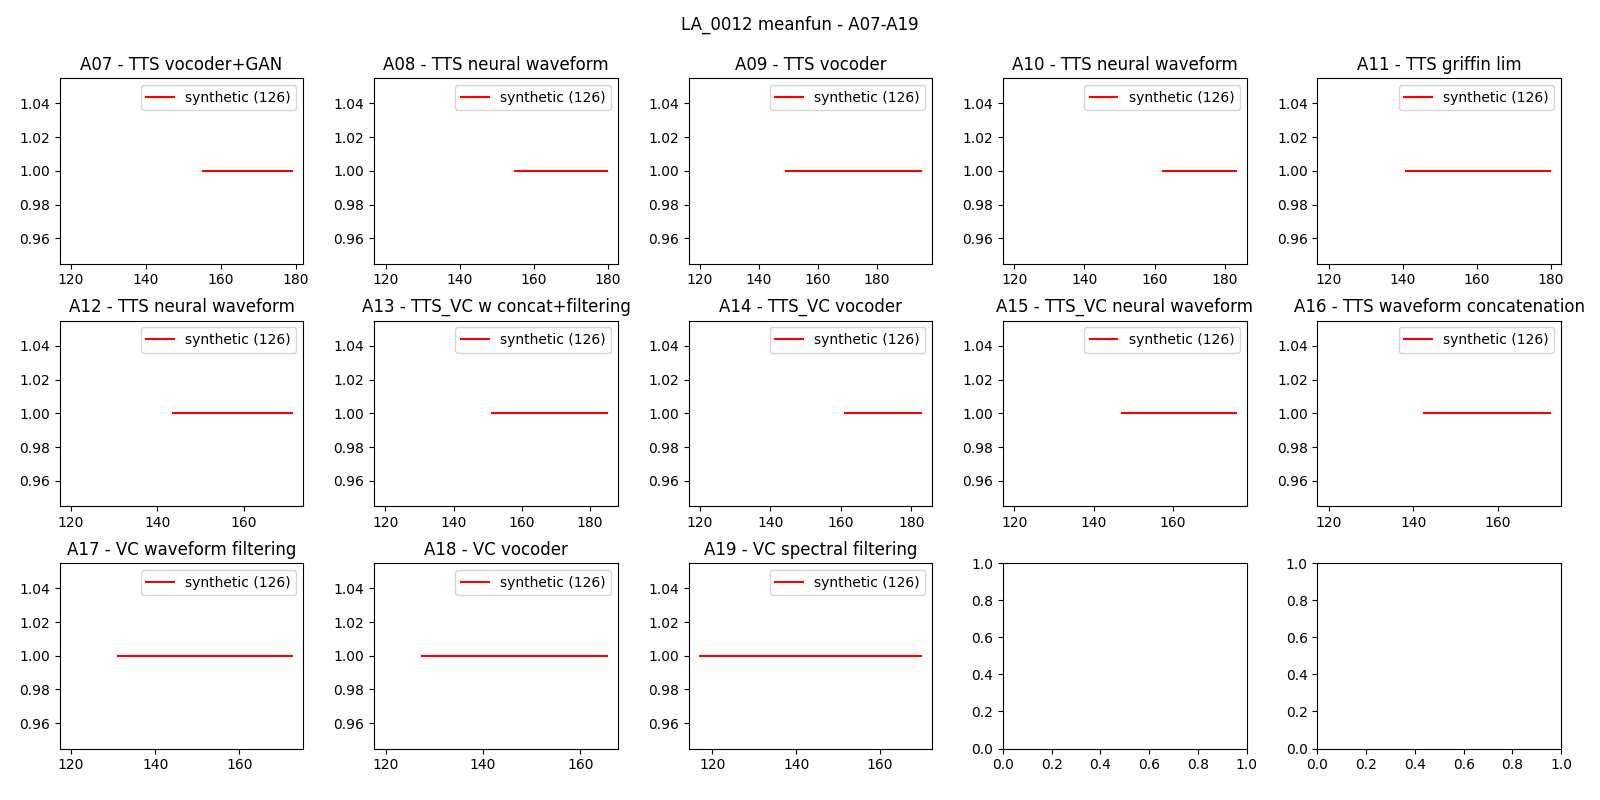 LA_0012 meanfun - A07-A19
A07 - TTS vocoder+GAN
A08 - TTS neural waveform
A09 - TTS vocoder
A10 - TTS neural waveform
A11 - TTS griffin lim
synthetic (126)
synthetic (126)
synthetic (126)
synthetic (126)
synthetic (126)
1.04 1.04 1.04 1.04 1.04
1.02 1.02 1.02 1.02 1.02
1.00 1.00 1.00 1.00 1.00
0.98 0.98 0.98 0.98 0.98
0.96 0.96 0.96 0.96 0.96
120 140 160 180
120 140 160 180
120 140 160 180
120 140 160 180
120 140 160 180
A12 - TTS neural waveform
A13 - TTS_VC w concat+filtering
A14 - TTS_VC vocoder
A15 - TTS_VC neural waveform
A16 - TTS waveform concatenation
synthetic (126)
synthetic (126)
synthetic (126)
synthetic (126)
synthetic (126)
1.04 1.04 1.04 1.04 1.04
1.02 1.02 1.02 1.02 1.02
1.00 1.00 1.00 1.00 1.00
0.98 0.98 0.98 0.98 0.98
0.96 0.96 0.96 0.96 0.96
120 140 160
120 140 160 180
120 140 160 180
120 140 160
120 140 160
A17 - VC waveform filtering
A18 - VC vocoder
A19 - VC spectral filtering
synthetic (126)
synthetic (126)
synthetic (126)
1.04 1.04 1.04
1.02 1.02 1.02
1.00 1.00 1.00
0.98 0.98 0.98
0.96 0.96 0.96
1.0 1.0
0.8 0.8
0.6 0.6
0.4 0.4
0.2 0.2
0.0 0.0
120 140 160
120 140 160
120 140 160
0.0 0.2 0.4 0.6 0.8 1.0
0.0 0.2 0.4 0.6 0.8 1.0